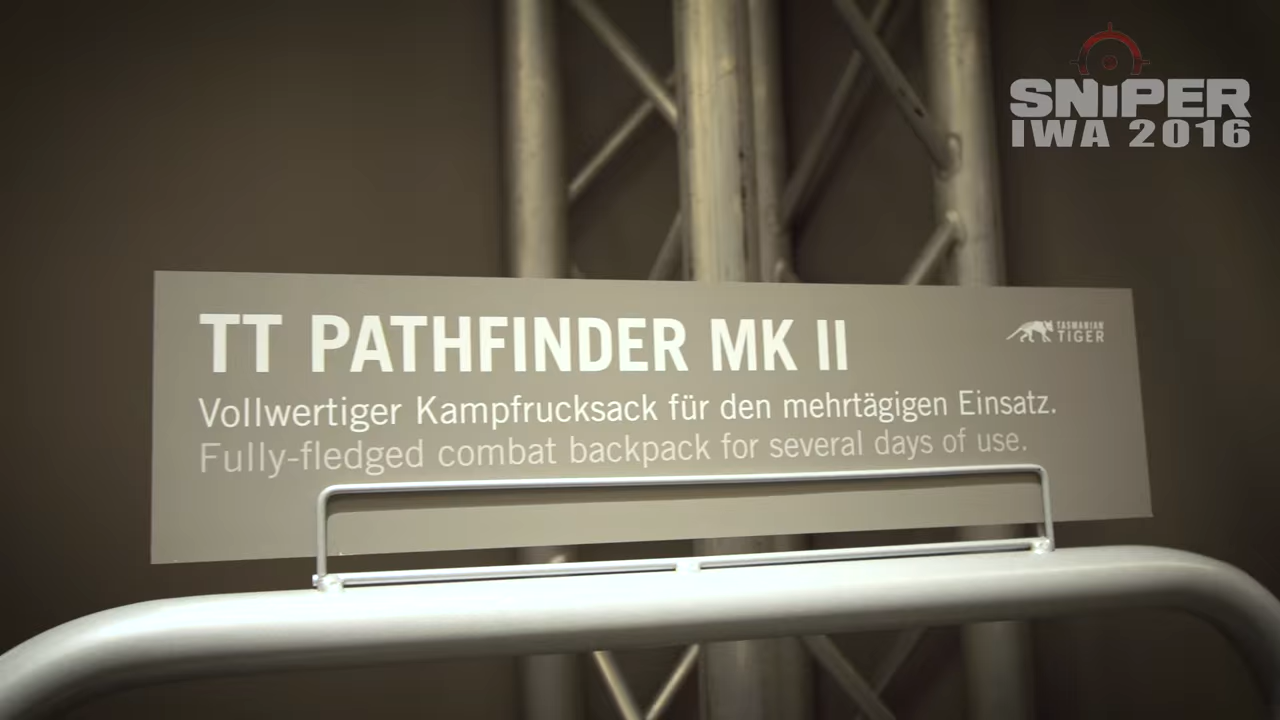 SNiPER
IWA 2016
TT PATHFINDER MK II
TASMANIAN
TIGER
Vollwertiger Kampfrucksack für den mehrtägigen Einsatz.
Fully-fledged combat backpack for several days of use.